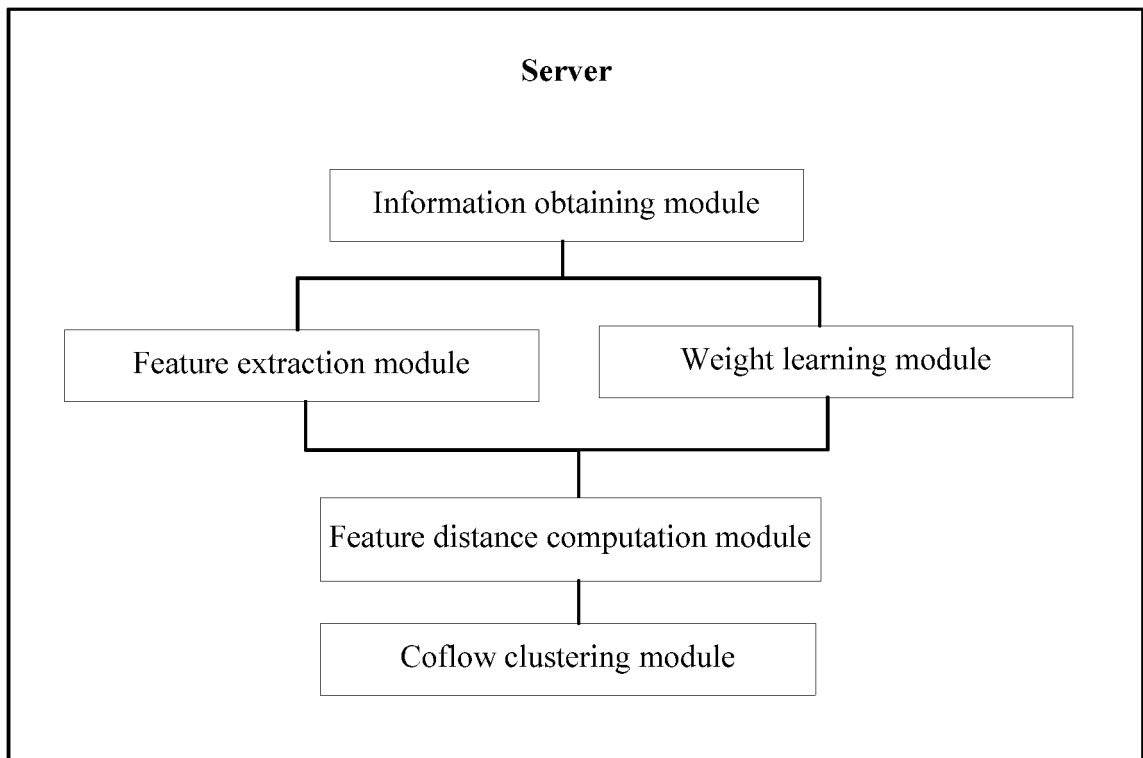 Server
Information obtaining module
Feature extraction module
Weight learning module
Feature distance computation module
Coflow clustering module